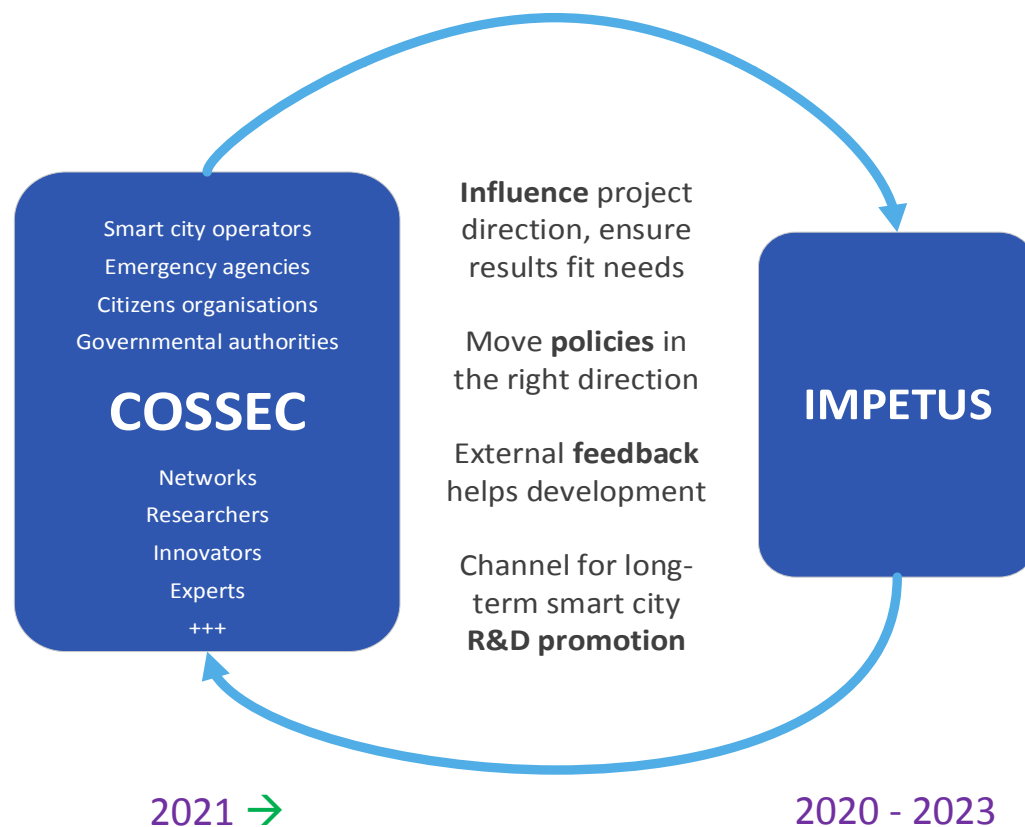 Smart city operators
Emergency agencies
Citizens organisations
Governmental authorities
COSSEC
Networks
Researchers
Innovators
Experts
+++
Influence project
direction, ensure
results fit needs
Move policies in
the right direction
External feedback
helps development
Channel for long-
term smart city
R&D promotion
IMPETUS
2021 →
2020 - 2023